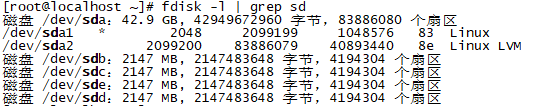 [root@localhost ~]# fdisk -l | grep sd
磁盘 /dev/sda：42.9 GB, 42949672960 字节，83886080 个扇区
/dev/sda1   *        2048     2099199     1048576   83  Linux
/dev/sda2         2099200    83886079    40893440   8e  Linux LVM
磁盘 /dev/sdb：2147 MB, 2147483648 字节，4194304 个扇区
磁盘 /dev/sdc：2147 MB, 2147483648 字节，4194304 个扇区
磁盘 /dev/sdd：2147 MB, 2147483648 字节，4194304 个扇区
磁盘 /dev/sde：2147 MB, 2147483648 字节，4194304 个扇区